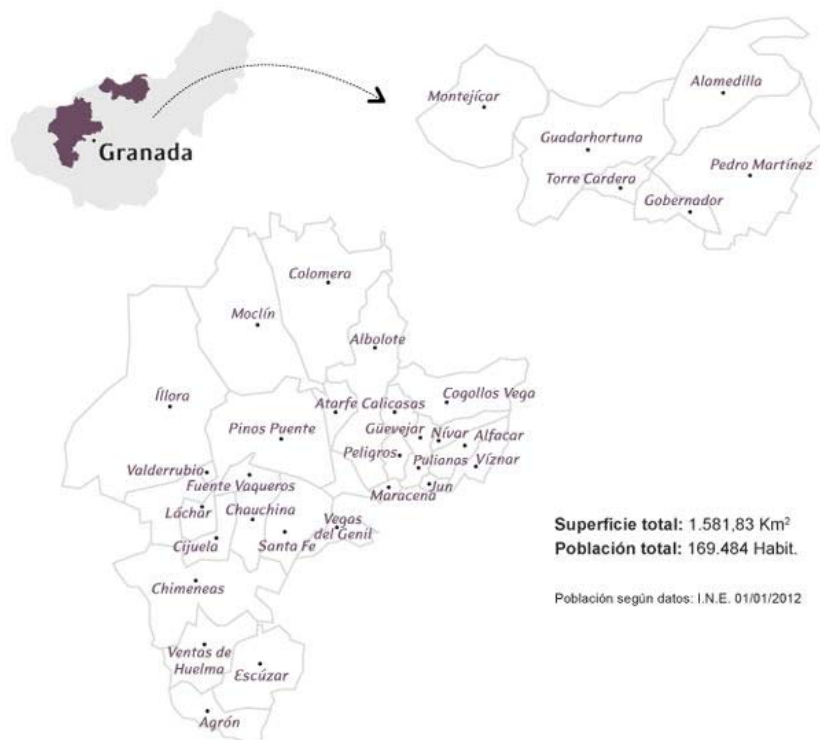 Granada
Montejícar
Alamedilla
Guadarhortuna
Pedro Martínez
Torre Cardera
Gobernador
Colomera
Moclín
Albolote
Íllora
Cogollos Vega
Atarfe
Calicasas
Pinos Puente
Güevejar
Nívar
Alfacar
Peligros
Pulianas
Víznar
Valderrubio
Fuente Vaqueros
Maracena
Jun
Láchar
Chauchina
Vegas
del Genil
Cijuela
Santa Fe
Superficie total: 1.581,83 Km²
Población total: 169.484 Habit.
Chimeneas
Población según datos: I.N.E. 01/01/2012
Ventas de
Huelma
Escúzar
Agrón